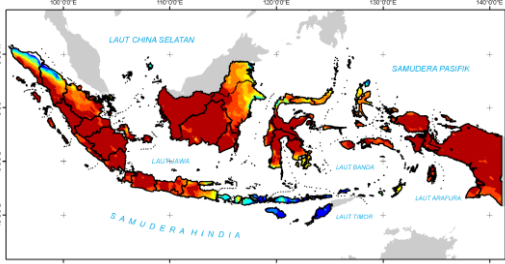 100°0'0"E 110°0'0"E 120°0'0"E 130°0'0"E 140°0'0"E
LAUT CHINA SELATAN
SAMUDERA PASIFIK
LAUT JAWA
LAUT BANDA
LAUT ARAFURA
LAUT TIMOR
SAMUDERA HINDIA